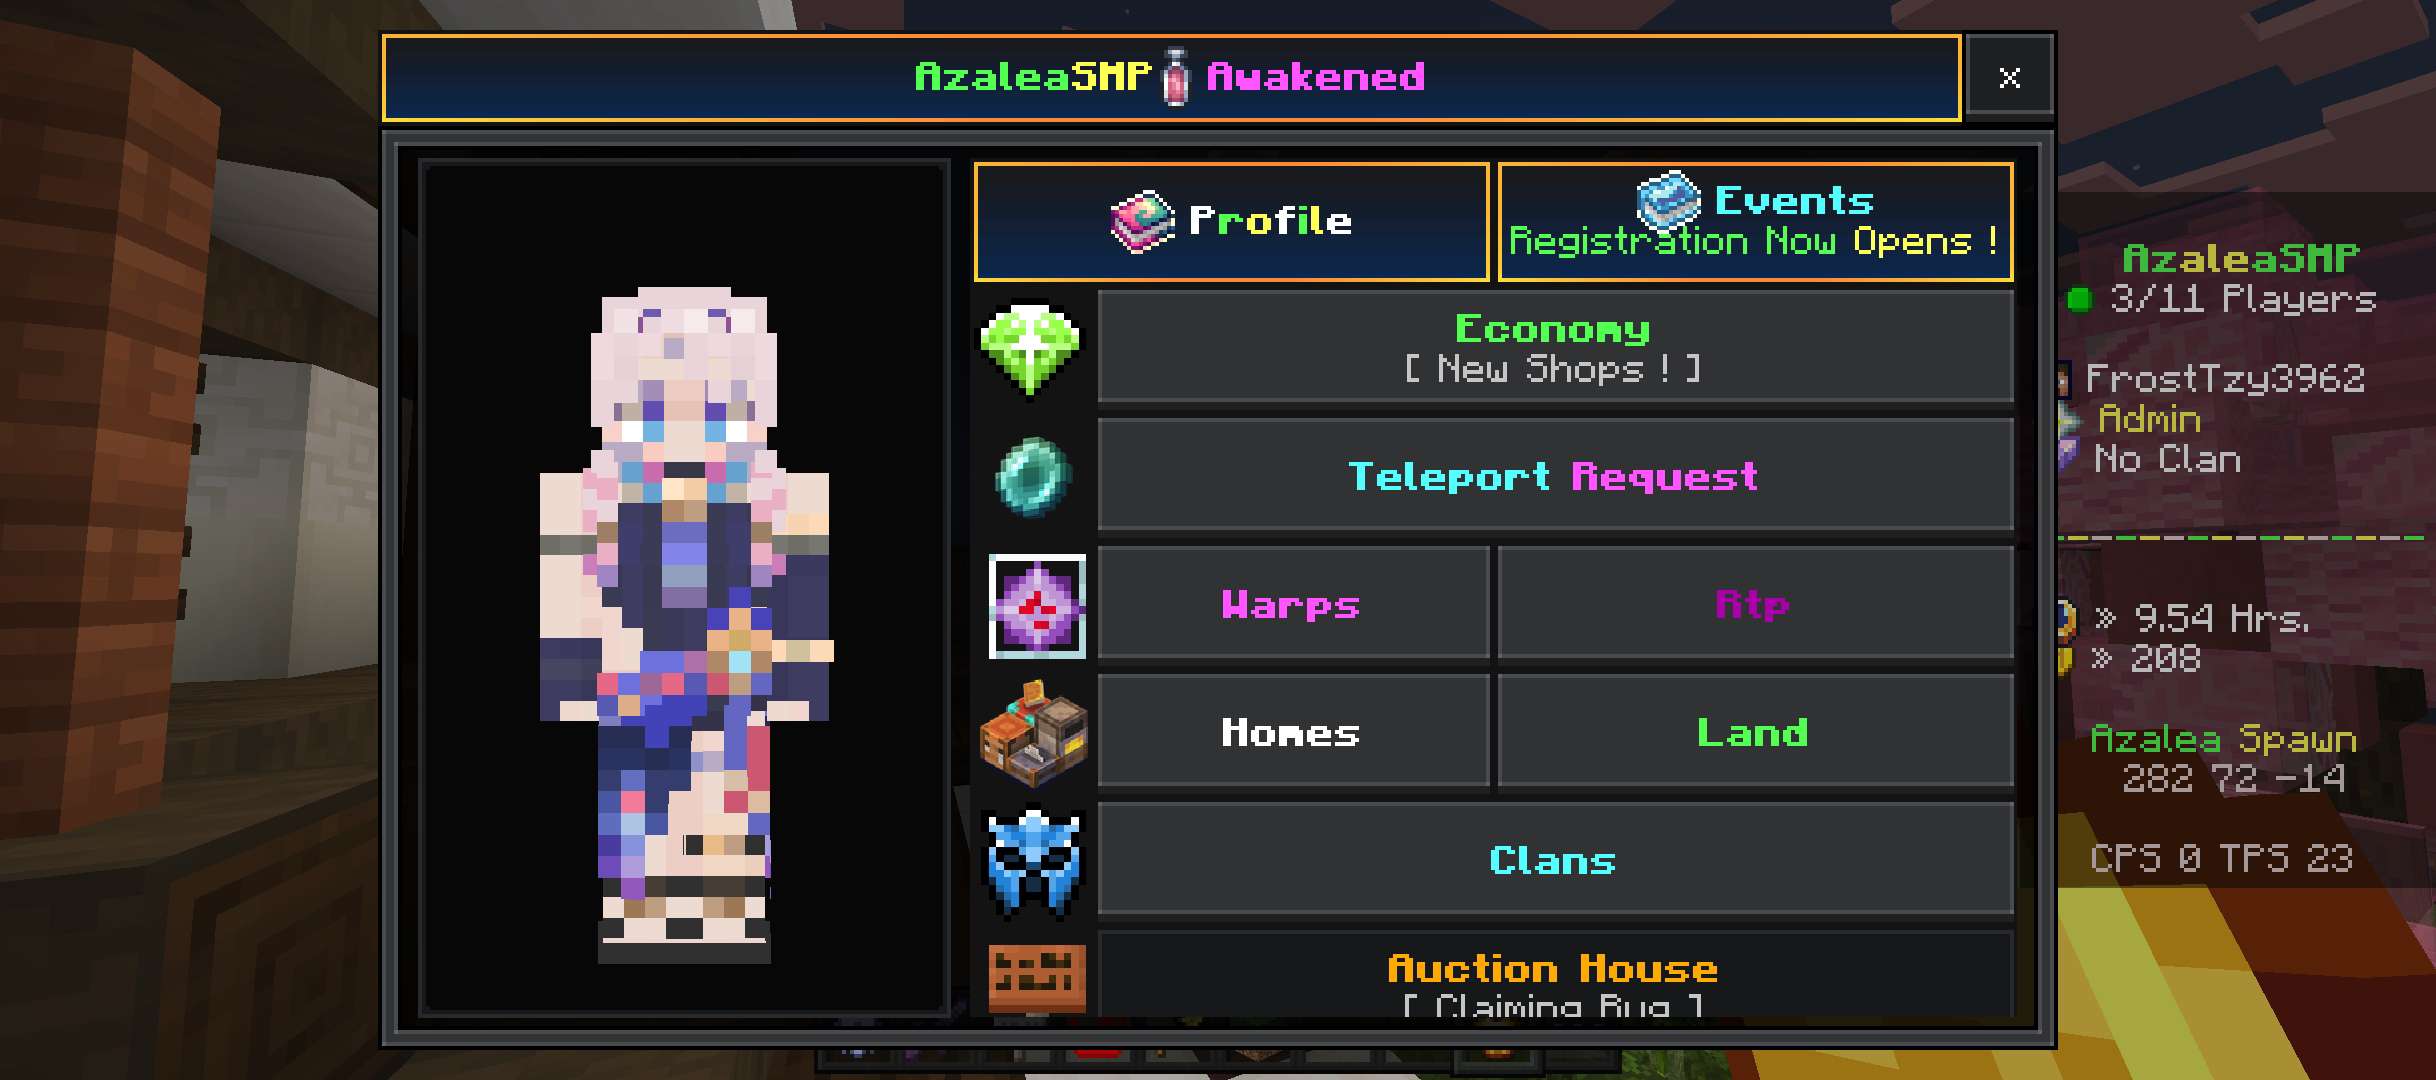 AzaleaSMP Awakened
x
Profile
Events
Registration Now Opens !
Economy
[ New Shops ! ]
Teleport Request
Warps
Rtp
Homes
Land
Clans
Auction House
[ Claiming Bug ]
AzaleaSMP
3/11 Players
FrostTzy3962
Admin
No Clan
» 9.54 Hrs.
» 208
Azalea Spawn
282 72 -14
CPS 0 TPS 23